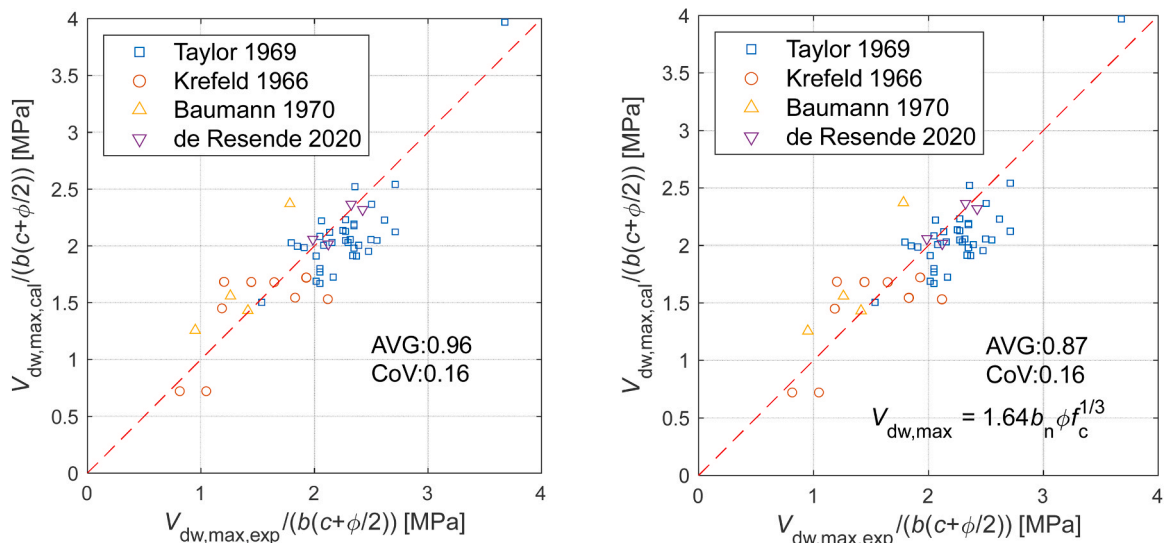 4
3.5
3
2.5
2
1.5
1
0.5
0
V_dw,max,cal/(b(c+ϕ/2)) [MPa]
Taylor 1969
Krefeld 1966
Baumann 1970
de Resende 2020
AVG:0.96
CoV:0.16
0 1 2 3 4
V_dw,max,exp/(b(c+ϕ/2)) [MPa]
4
3.5
3
2.5
2
1.5
1
0.5
0
V_dw,max,cal/(b(c+ϕ/2)) [MPa]
Taylor 1969
Krefeld 1966
Baumann 1970
de Resende 2020
AVG:0.87
CoV:0.16
V_dw,max = 1.64b_nϕf_c^1/3
0 1 2 3 4
V_dw,max,exp/(b(c+ϕ/2)) [MPa]